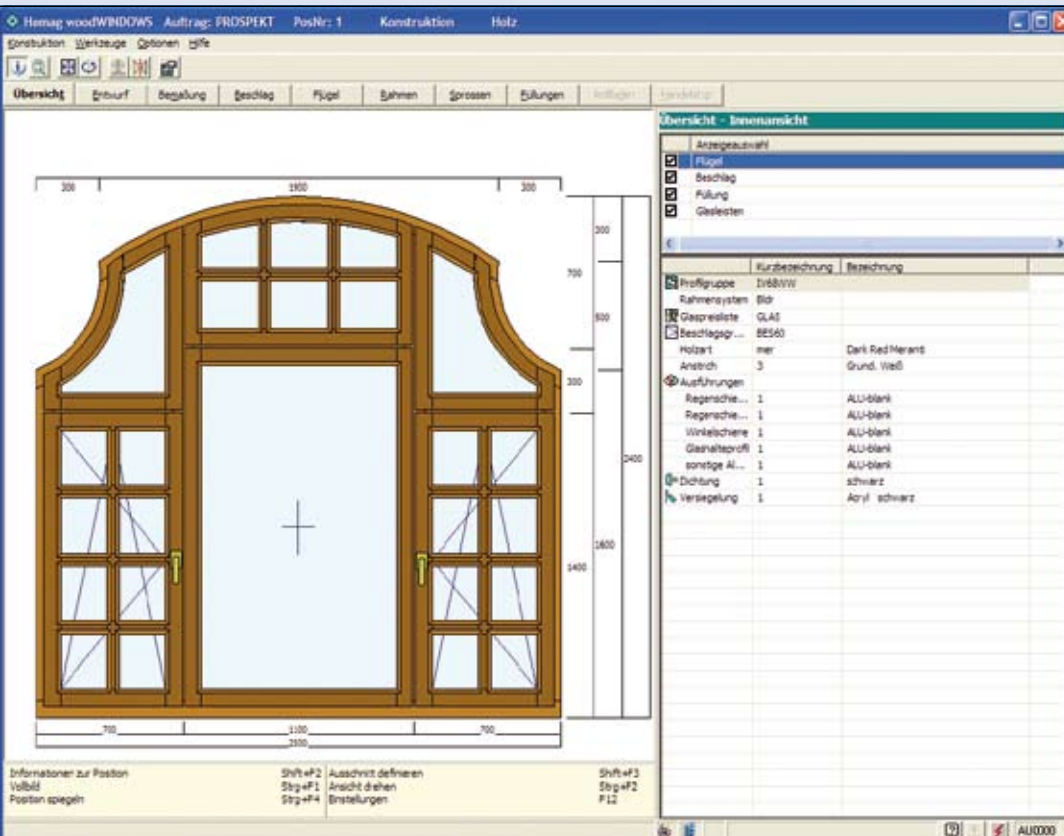 Homag woodWINDOWS Auftrag: PROSPEKT PosNr: 1 Konstruktion Holz
Konstruktion Werkzeuge Optionen Hilfe
Übersicht Entwurf Bemaßung Beschlag Flügel Rahmen Sprossen Füllungen
Übersicht - Innenansicht
Anzeigeauswahl
Flügel
Beschlag
Füllung
Glasleisten
Kurzbezeichnung Bezeichnung
Profilgruppe IV68WW
Rahmensystem Bldr
Glaspreisliste GLAS
Beschlagsgr... BES60
Holzart mer Dark Red Meranti
Anstrich 3 Grund. Weiß
Ausführungen
Regenschie... 1 ALU-blank
Regenschie... 1 ALU-blank
Winkelschiene 1 ALU-blank
Glashalteprofil 1 ALU-blank
sonstige Al... 1 ALU-blank
Dichtung 1 schwarz
Versiegelung 1 Acryl schwarz
300 1900 300
300
700
500
300
2400
1600
1400
700 1100 700
2500
Informationen zur Position Shift+F2 Ausschnitt definieren Shift+F3
Vollbild Strg+F1 Ansicht drehen Strg+F2
Position spiegeln Strg+F4 Einstellungen F12